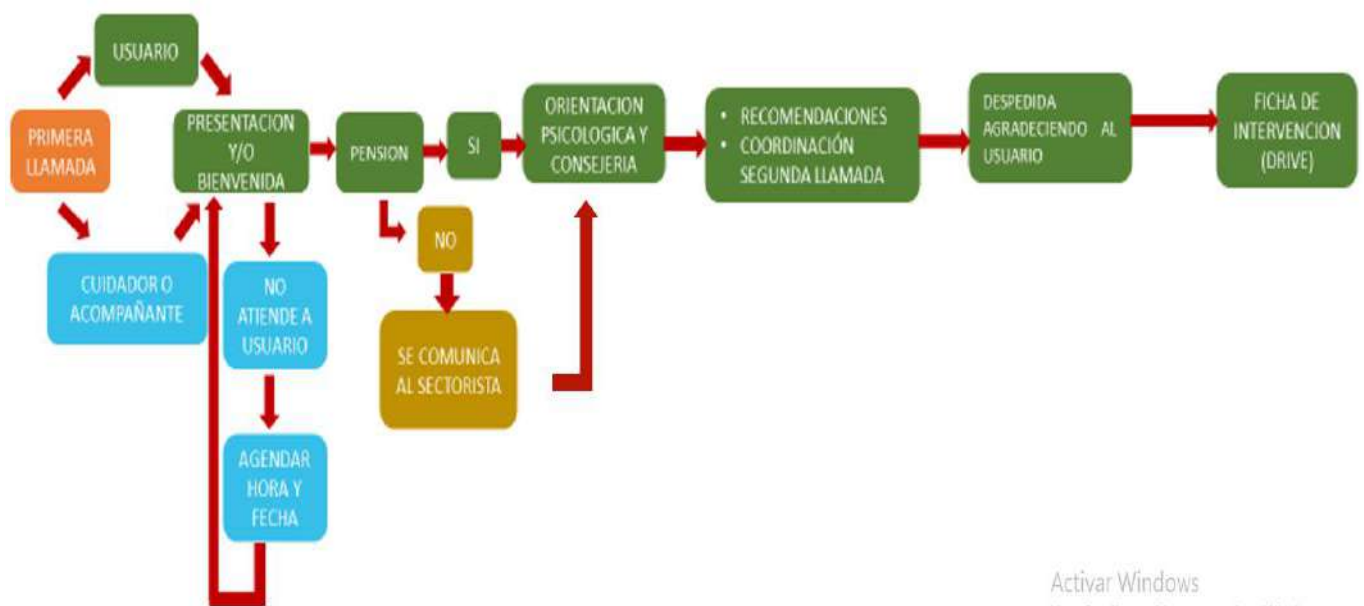 USUARIO
PRIMERA
LLAMADA
CUIDADOR O
ACOMPAÑANTE
PRESENTACION
Y/O
BIENVENIDA
NO
ATIENDE A
USUARIO
AGENDAR
HORA Y
FECHA
PENSION
SI
NO
SE COMUNICA
AL SECTORISTA
ORIENTACION
PSICOLOGICA Y
CONSEJERIA
• RECOMENDACIONES
• COORDINACIÓN
SEGUNDA LLAMADA
DESPEDIDA
AGRADECIENDO AL
USUARIO
FICHA DE
INTERVENCION
(DRIVE)
Activar Windows